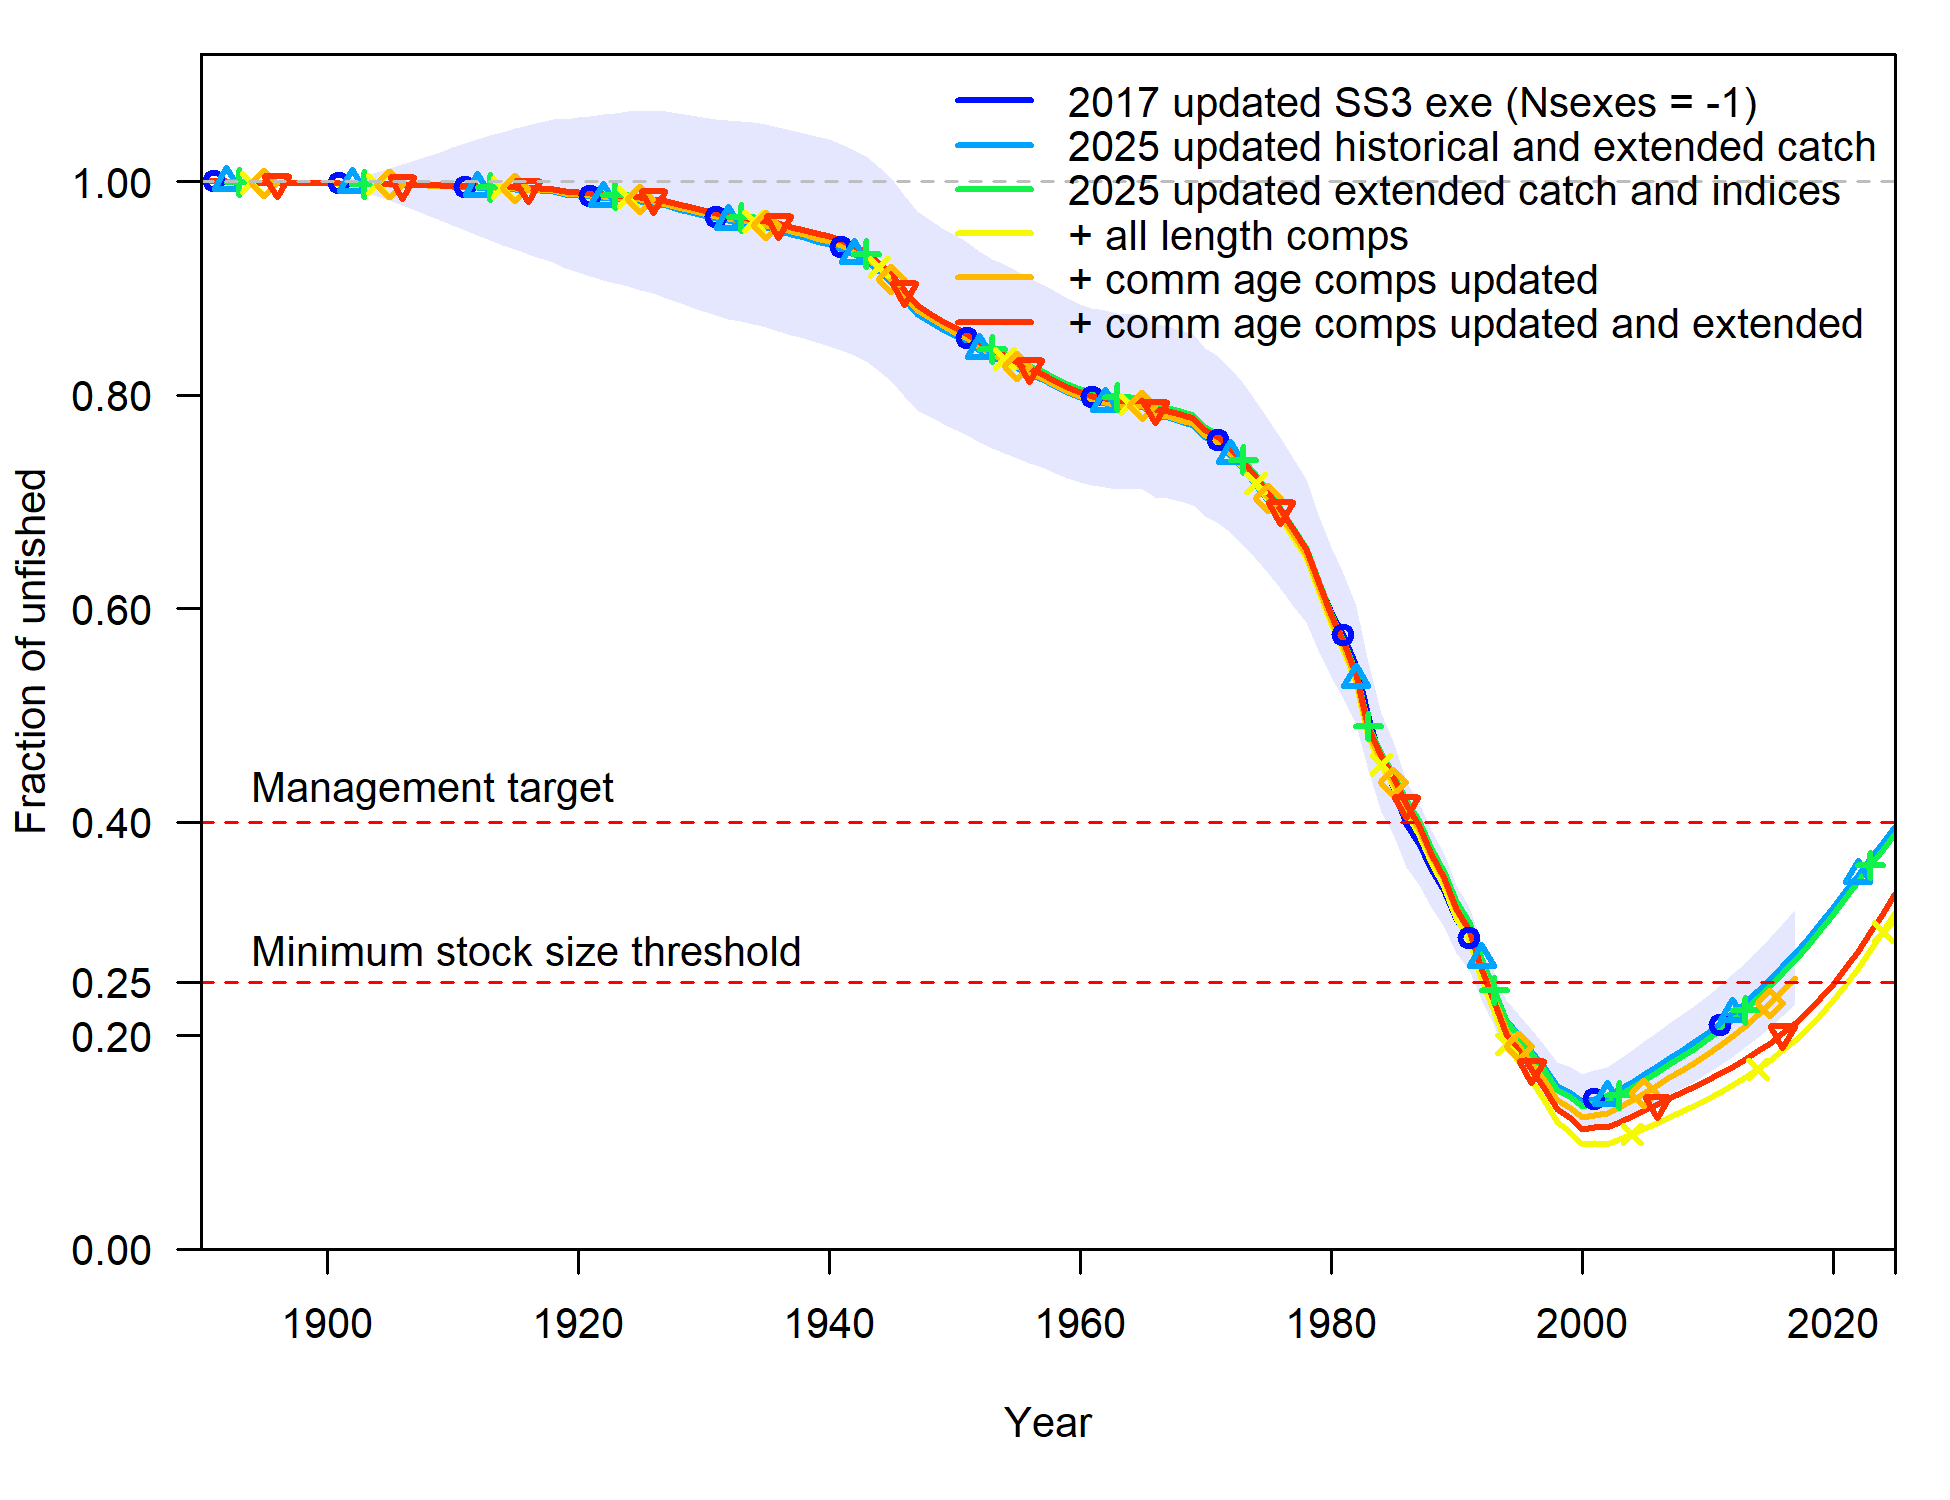 2017 updated SS3 exe (Nsexes = -1)
2025 updated historical and extended catch
2025 updated extended catch and indices
+ all length comps
+ comm age comps updated
+ comm age comps updated and extended
1.00
0.80
0.60
0.40
0.25
0.20
0.00
Fraction of unfished
Management target
Minimum stock size threshold
1900
1920
1940
1960
1980
2000
2020
Year